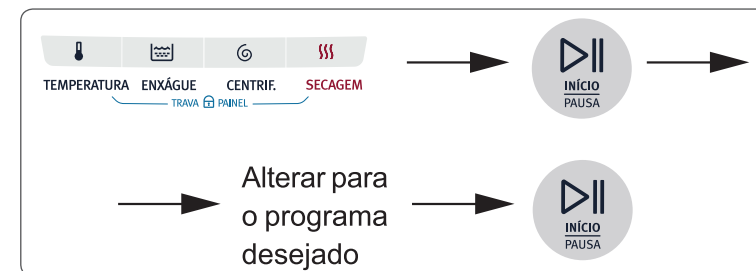 TEMPERATURA ENXÁGUE CENTRIF. SECAGEM
TRAVA PAINEL
INÍCIO
PAUSA
Alterar para
o programa
desejado
INÍCIO
PAUSA